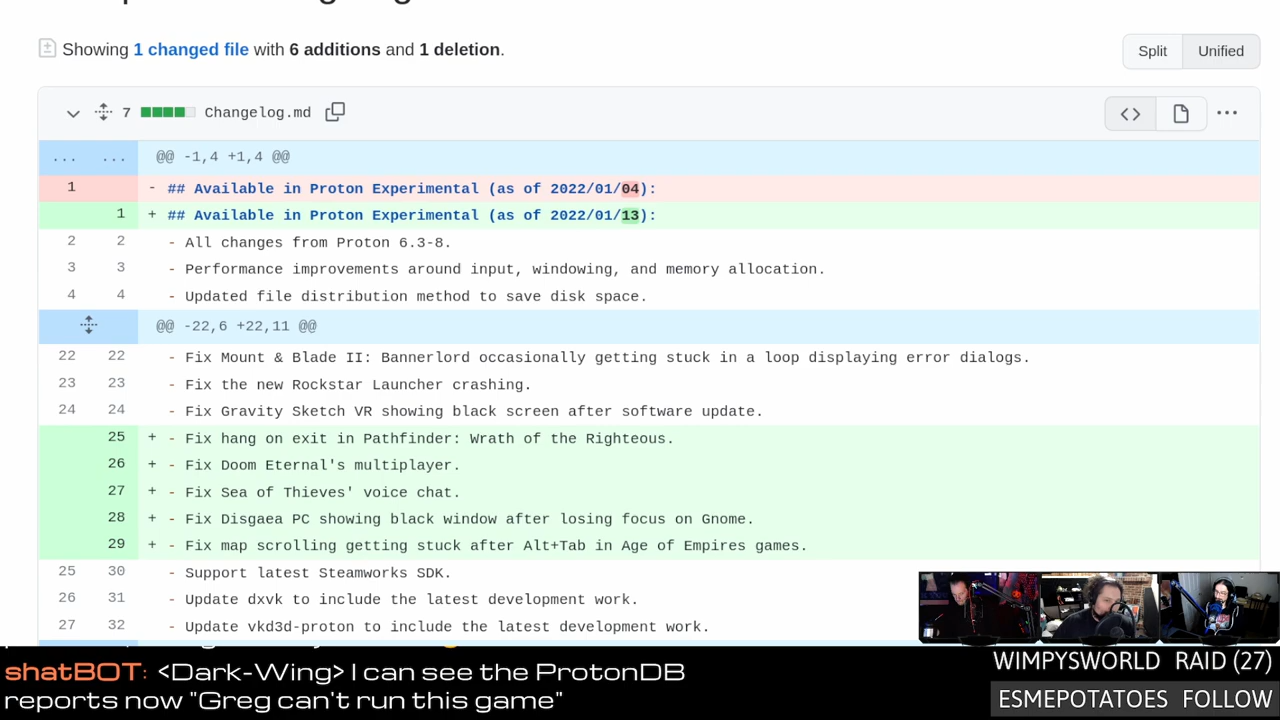 Showing 1 changed file with 6 additions and 1 deletion.
Split Unified
7 Changelog.md
... ... @@ -1,4 +1,4 @@
1 - ## Available in Proton Experimental (as of 2022/01/04):
1 + ## Available in Proton Experimental (as of 2022/01/13):
2 2 - All changes from Proton 6.3-8.
3 3 - Performance improvements around input, windowing, and memory allocation.
4 4 - Updated file distribution method to save disk space.
@@ -22,6 +22,11 @@
22 22 - Fix Mount & Blade II: Bannerlord occasionally getting stuck in a loop displaying error dialogs.
23 23 - Fix the new Rockstar Launcher crashing.
24 24 - Fix Gravity Sketch VR showing black screen after software update.
25 + - Fix hang on exit in Pathfinder: Wrath of the Righteous.
26 + - Fix Doom Eternal's multiplayer.
27 + - Fix Sea of Thieves' voice chat.
28 + - Fix Disgaea PC showing black window after losing focus on Gnome.
29 + - Fix map scrolling getting stuck after Alt+Tab in Age of Empires games.
25 30 - Support latest Steamworks SDK.
26 31 - Update dxvk to include the latest development work.
27 32 - Update vkd3d-proton to include the latest development work.
shatBOT: <Dark-Wing> I can see the ProtonDB
reports now "Greg can't run this game"
WIMPYSWORLD RAID (27)
ESMEPOTATOES FOLLOW